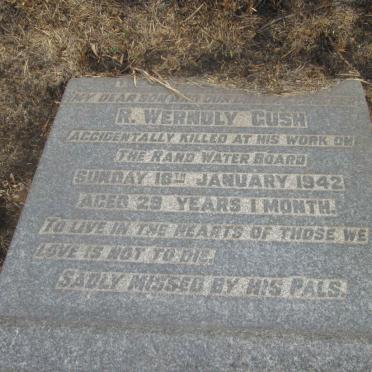 MY DEAR SON
R. WERNDLY CUSH
ACCIDENTALLY KILLED AT HIS WORK ON
THE RAND WATER BOARD
SUNDAY 18TH JANUARY 1942
AGED 29 YEARS 1 MONTH.
TO LIVE IN THE HEARTS OF THOSE WE
LOVE IS NOT TO DIE.
SADLY MISSED BY HIS PALS.